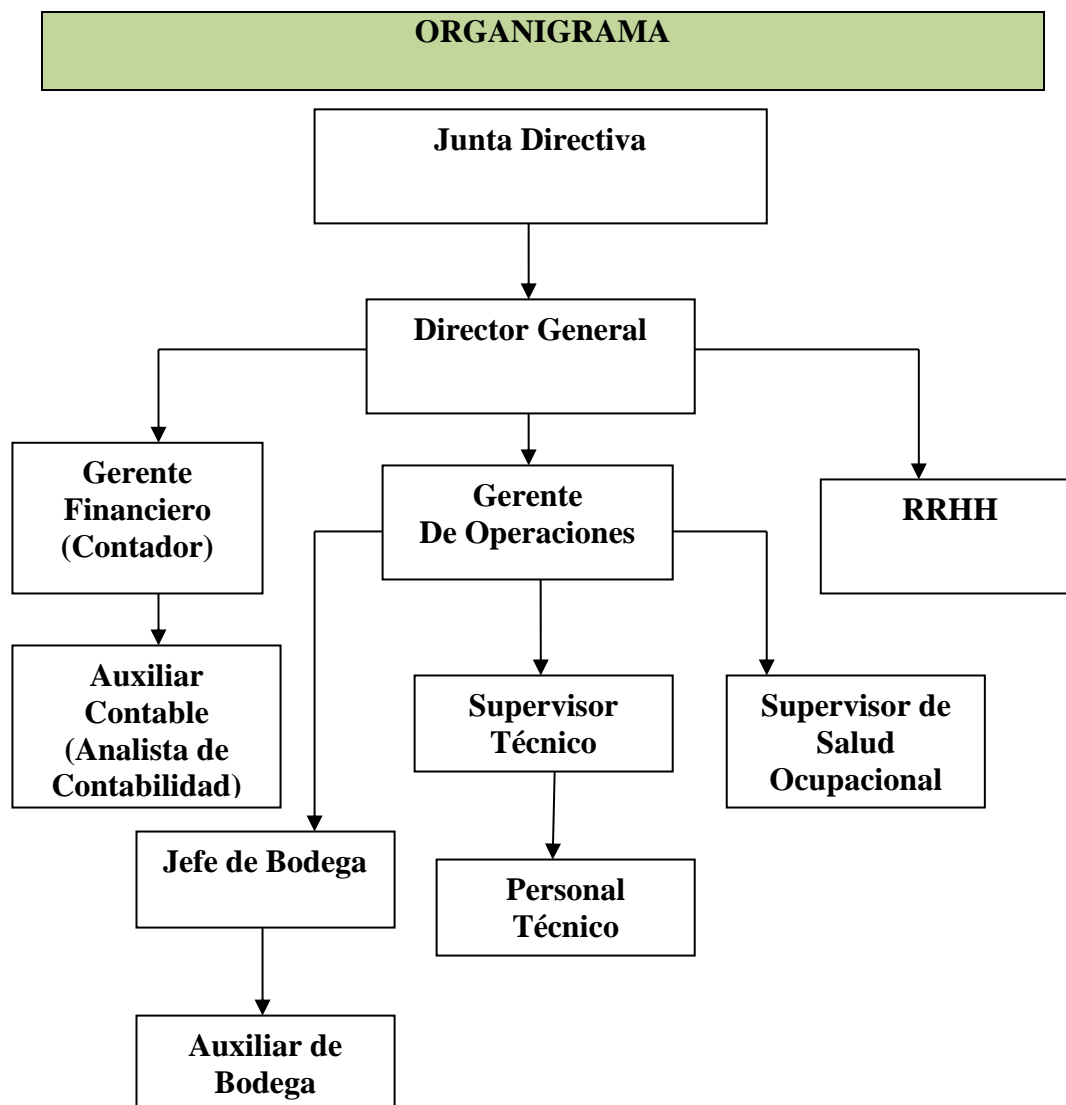 ORGANIGRAMA
Junta Directiva
Director General
Gerente
Financiero
(Contador)
Gerente
De Operaciones
RRHH
Auxiliar
Contable
(Analista de
Contabilidad)
Supervisor
Técnico
Supervisor de
Salud
Ocupacional
Jefe de Bodega
Personal
Técnico
Auxiliar de
Bodega